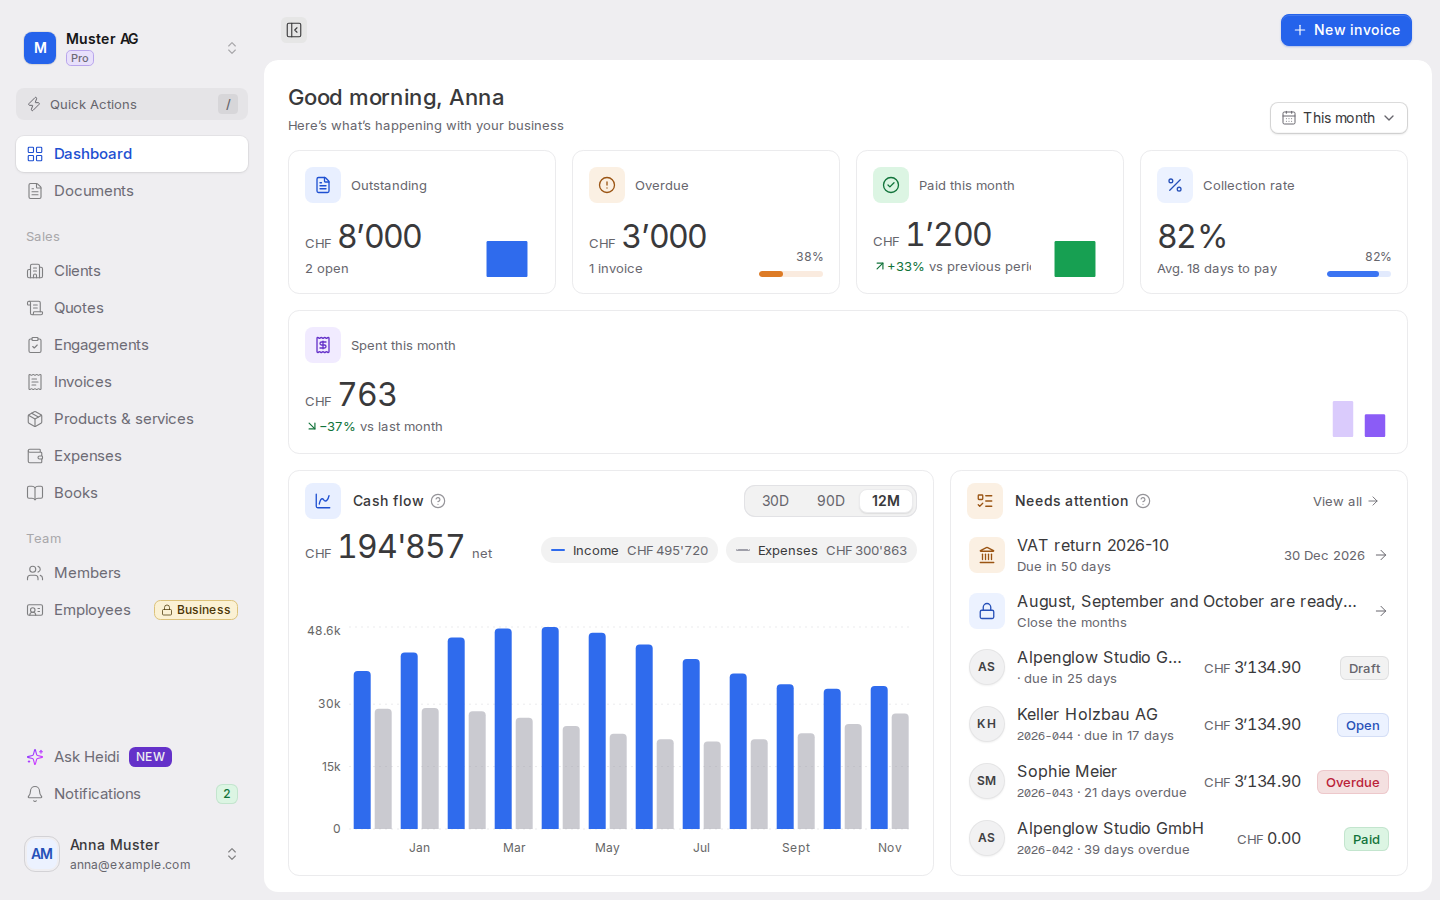 M
Muster AG
Pro
Quick Actions
/
Dashboard
Documents
Sales
Clients
Quotes
Engagements
Invoices
Products & services
Expenses
Books
Team
Members
Employees
Business
Ask Heidi
NEW
Notifications
2
AM
Anna Muster
anna@example.com
New invoice
Good morning, Anna
Here's what's happening with your business
This month
Outstanding
CHF 8’000
2 open
Overdue
CHF 3’000
1 invoice
38%
Paid this month
CHF 1’200
+33% vs previous peri
Collection rate
82%
Avg. 18 days to pay
82%
Spent this month
CHF 763
−37% vs last month
Cash flow
30D 90D 12M
CHF 194'857 net
Income CHF 495'720
Expenses CHF 300'863
48.6k
30k
15k
0
Jan Mar May Jul Sept Nov
Needs attention
View all
VAT return 2026-10
Due in 50 days
30 Dec 2026
August, September and October are ready...
Close the months
AS
Alpenglow Studio G...
· due in 25 days
CHF 3’134.90
Draft
KH
Keller Holzbau AG
2026-044 · due in 17 days
CHF 3’134.90
Open
SM
Sophie Meier
2026-043 · 21 days overdue
CHF 3’134.90
Overdue
AS
Alpenglow Studio GmbH
2026-042 · 39 days overdue
CHF 0.00
Paid